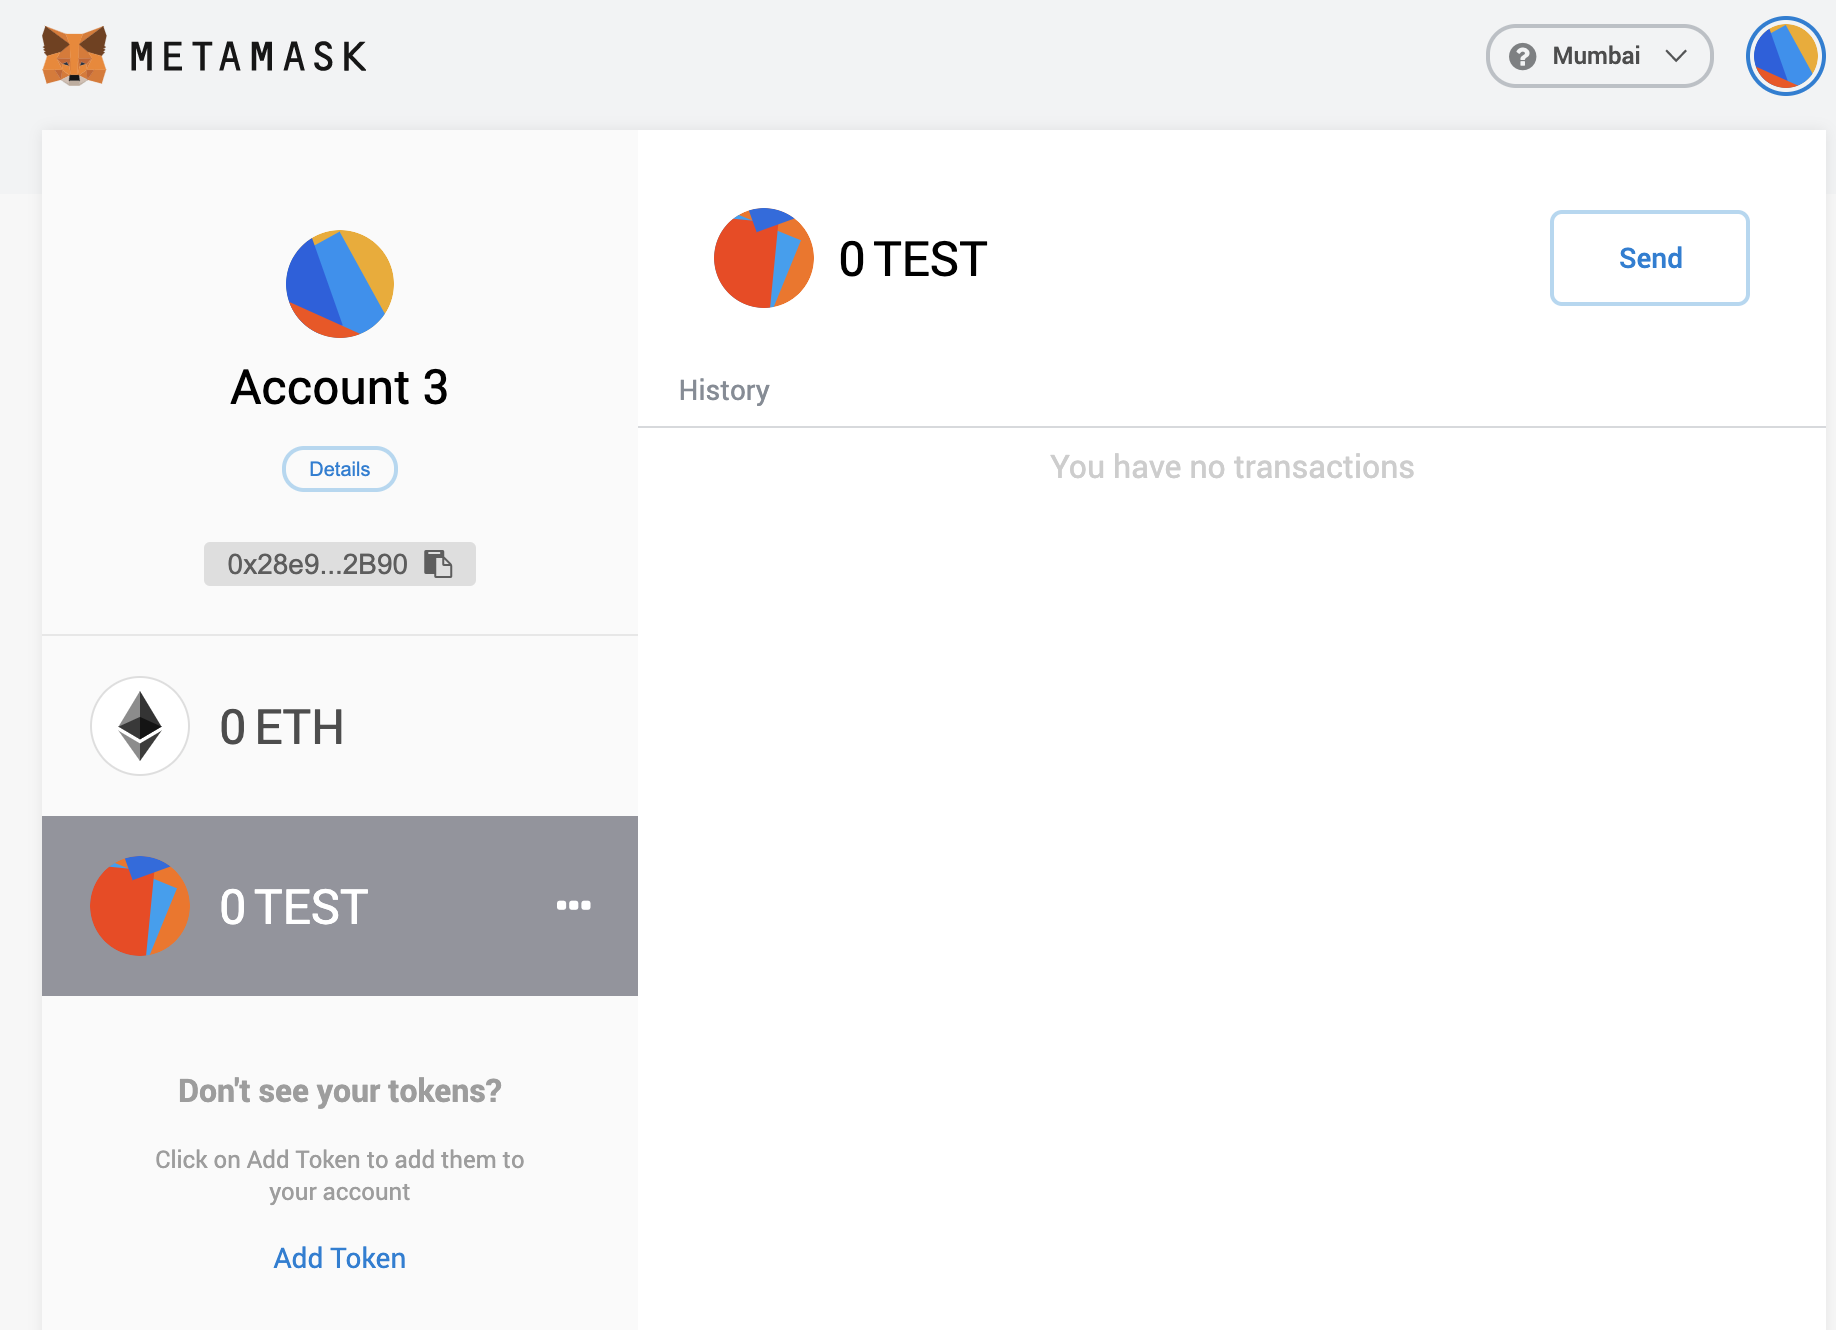 METAMASK
Mumbai
Account 3
Details
0x28e9...2B90
0 ETH
0 TEST
Don't see your tokens?
Click on Add Token to add them to
your account
Add Token
0 TEST
Send
History
You have no transactions